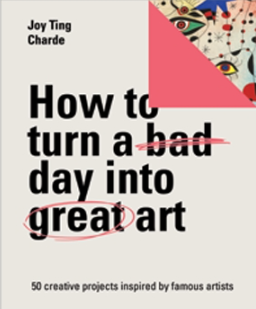 Joy Ting
Charde
How to
turn a bad
day into
great art
50 creative projects inspired by famous artists